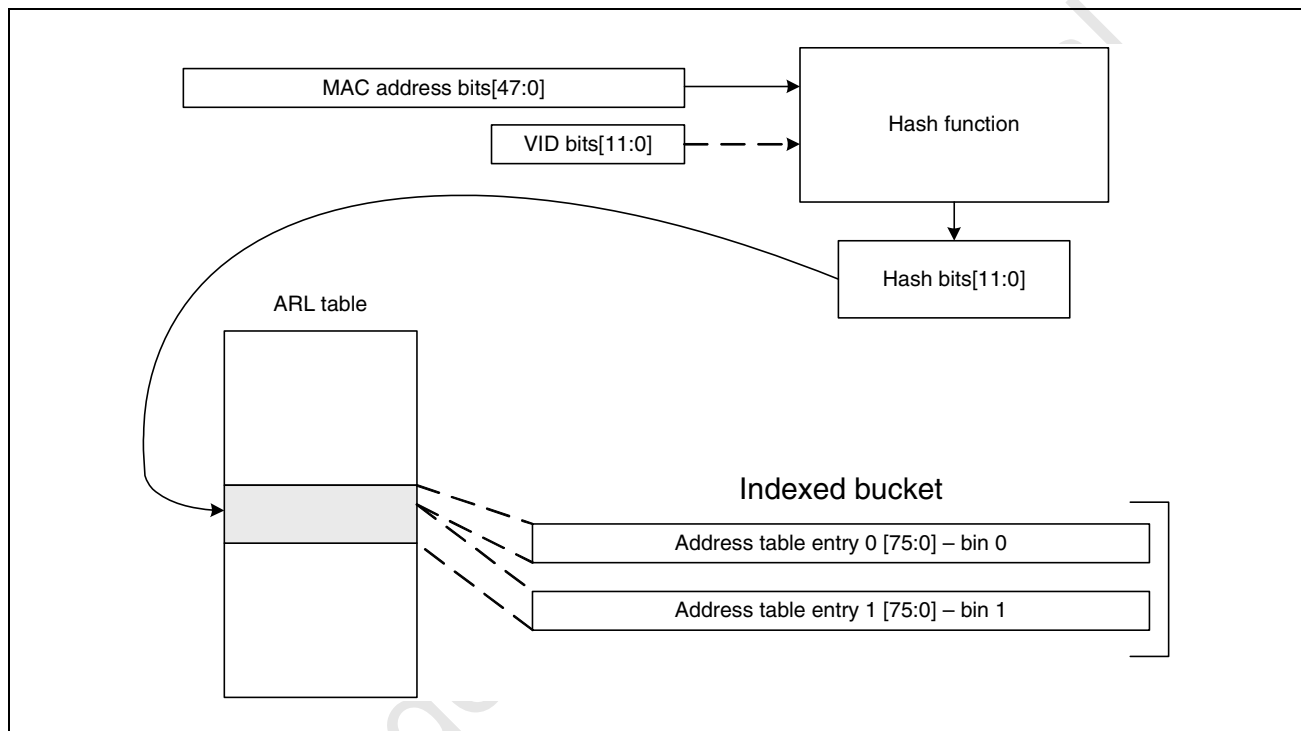 MAC address bits[47:0]
Hash function
VID bits[11:0]
Hash bits[11:0]
ARL table
Indexed bucket
Address table entry 0 [75:0] – bin 0
Address table entry 1 [75:0] – bin 1